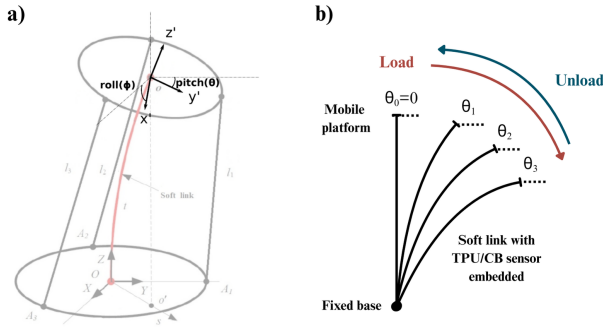 a)
z'
roll(ϕ)
o
pitch(θ)
y'
x'
l₃
l₂
l₁
Soft link
t
A₂
Z
O
X
Y
A₁
A₃
o'
s
b)
Load
Unload
θ₀=0
Mobile
platform
θ₁
θ₂
θ₃
Soft link with
TPU/CB sensor
embedded
Fixed base